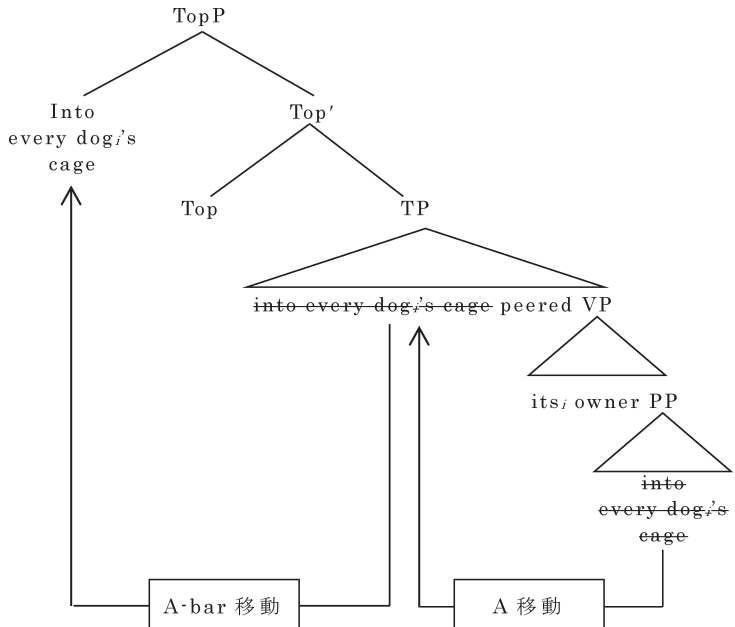 TopP
Into
every dogᵢ's
cage
Top′
Top
TP
into every dogᵢ's cage peered VP
itsᵢ owner PP
into
every dogᵢ's
cage
A-bar 移動
A 移動